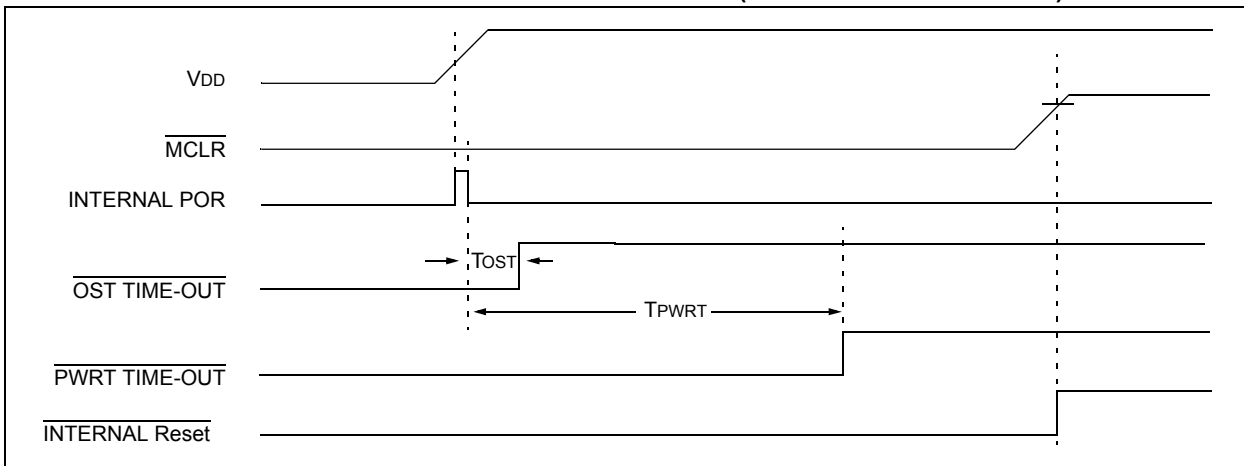 VDD
MCLR
INTERNAL POR
TOST
OST TIME-OUT
TPWRT
PWRT TIME-OUT
INTERNAL Reset